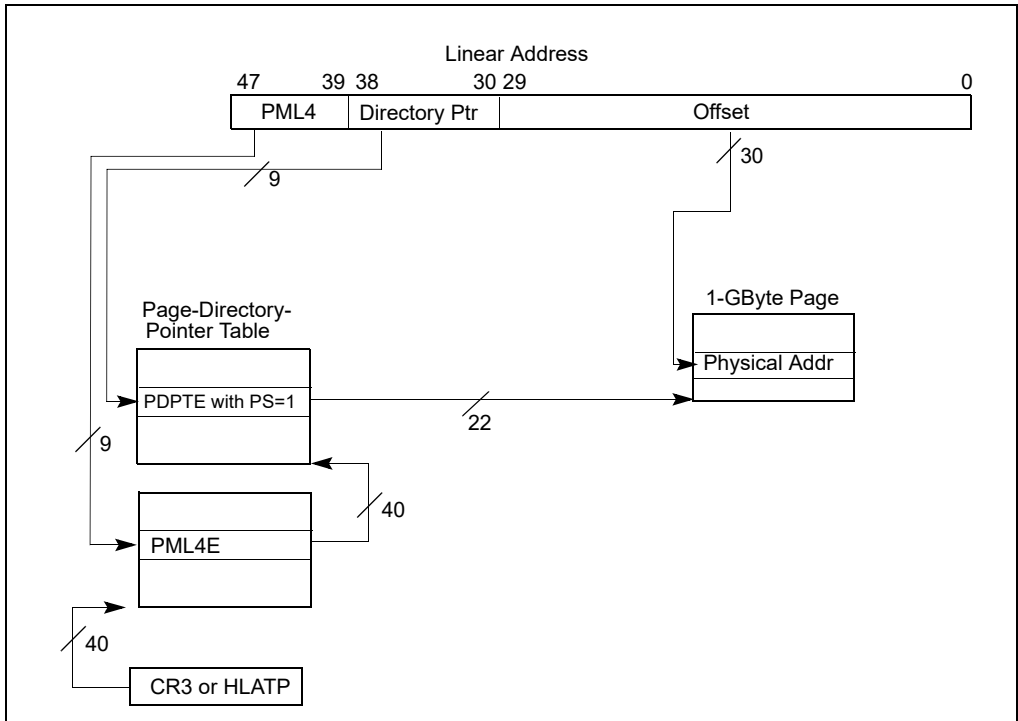 Linear Address
47 39 38 30 29 0
PML4 Directory Ptr Offset
9
30
Page-Directory-
Pointer Table
1-GByte Page
Physical Addr
PDPTE with PS=1
22
9
40
PML4E
40
CR3 or HLATP